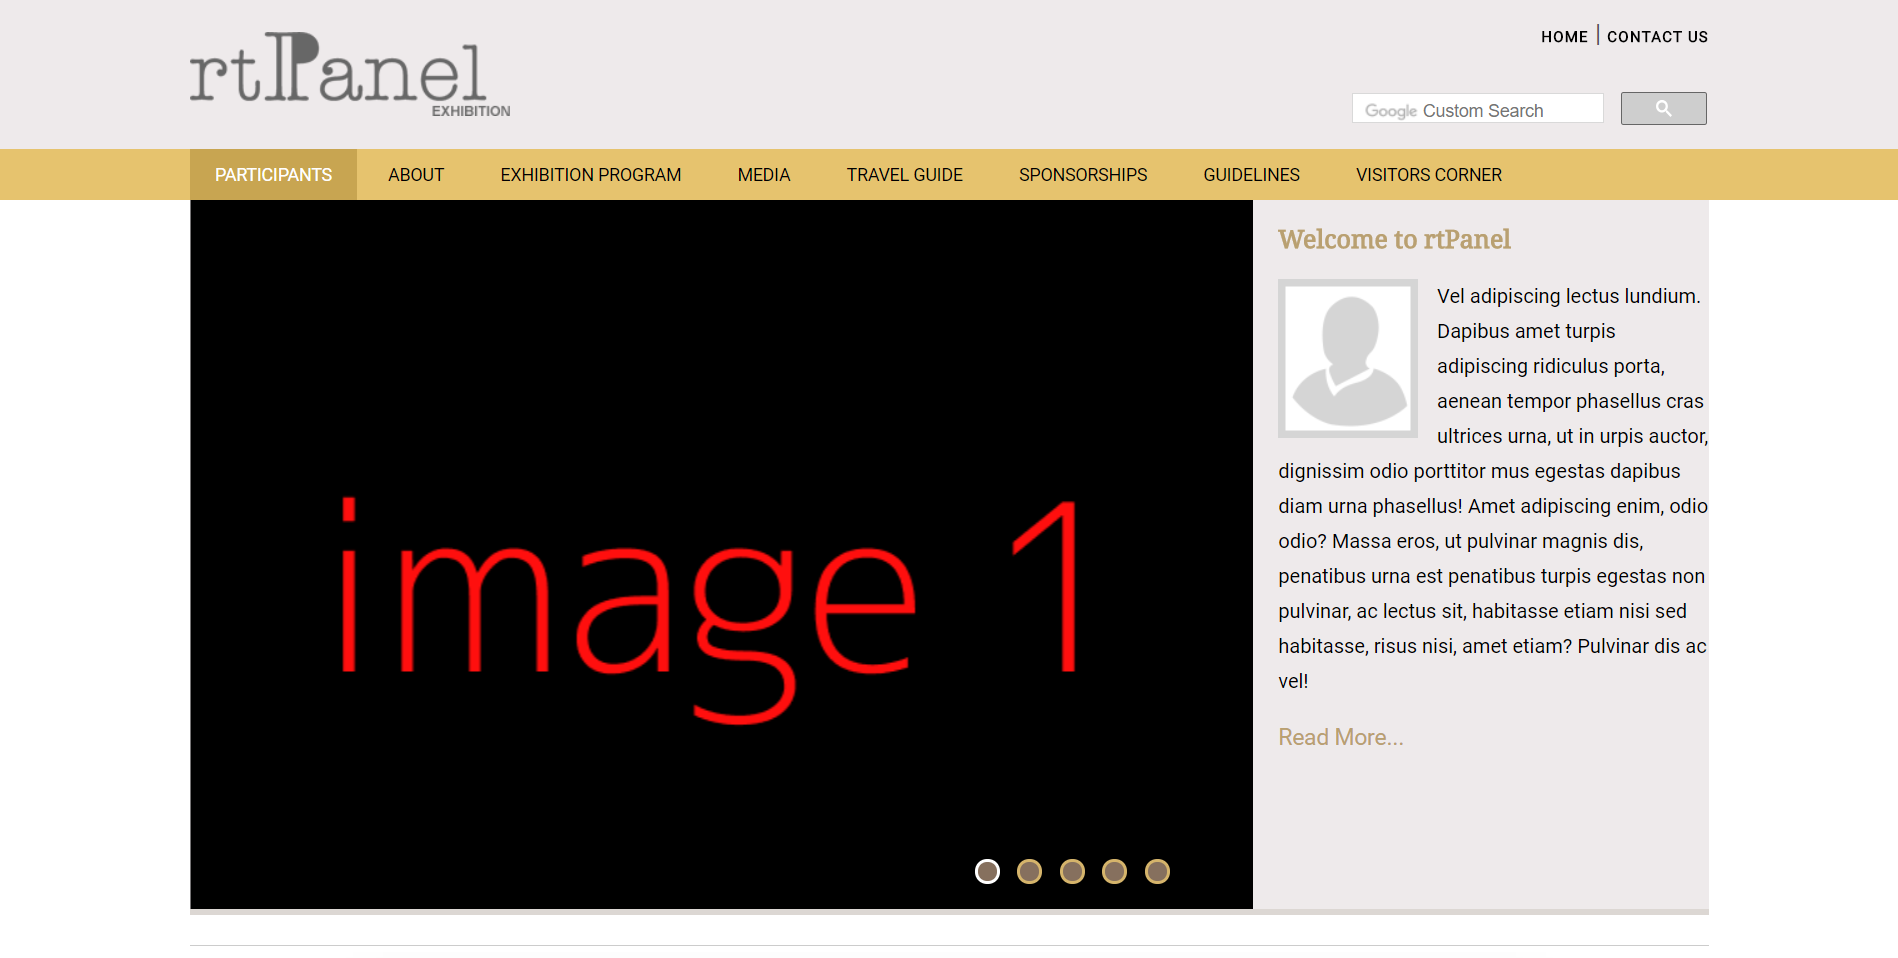 rtPanel
EXHIBITION
HOME | CONTACT US
Google Custom Search
PARTICIPANTS ABOUT EXHIBITION PROGRAM MEDIA TRAVEL GUIDE SPONSORSHIPS GUIDELINES VISITORS CORNER
image 1
Welcome to rtPanel
Vel adipiscing lectus lundium.
Dapibus amet turpis
adipiscing ridiculus porta,
aenean tempor phasellus cras
ultrices urna, ut in urpis auctor,
dignissim odio porttitor mus egestas dapibus
diam urna phasellus! Amet adipiscing enim, odio
odio? Massa eros, ut pulvinar magnis dis,
penatibus urna est penatibus turpis egestas non
pulvinar, ac lectus sit, habitasse etiam nisi sed
habitasse, risus nisi, amet etiam? Pulvinar dis ac
vel!
Read More...